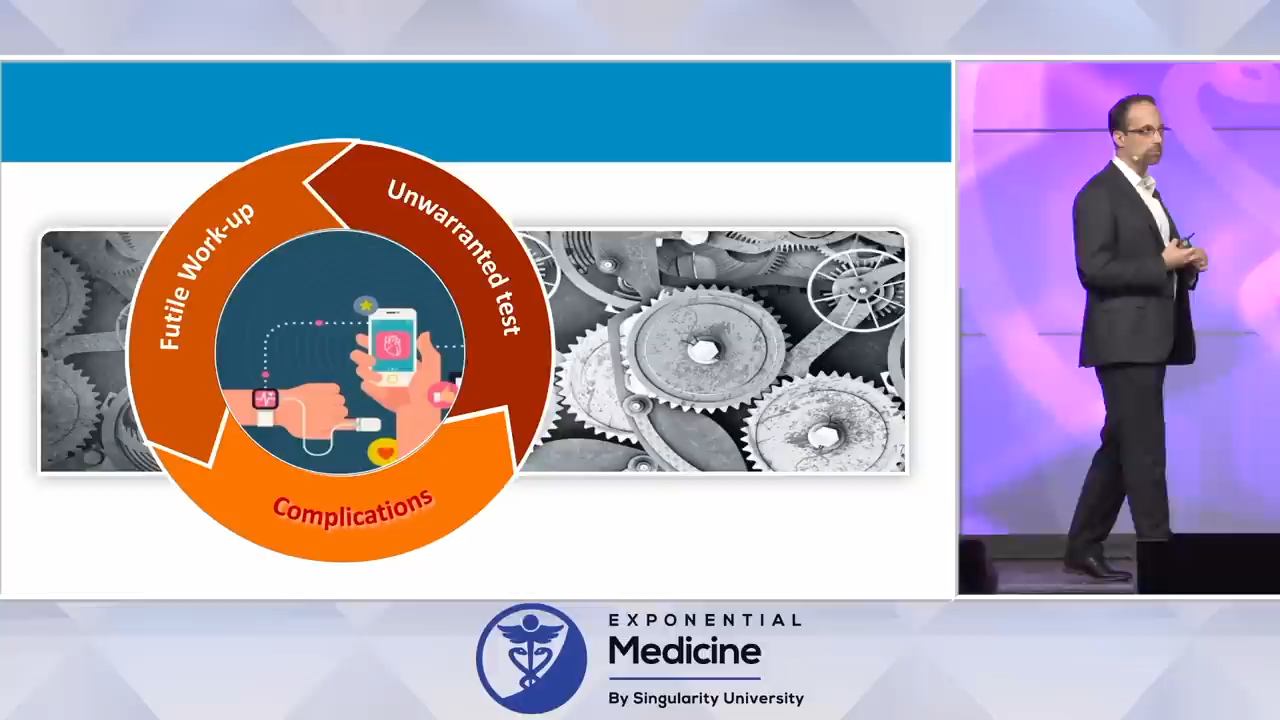 Futile Work-up
Unwarranted test
Complications
EXPONENTIAL
Medicine
By Singularity University